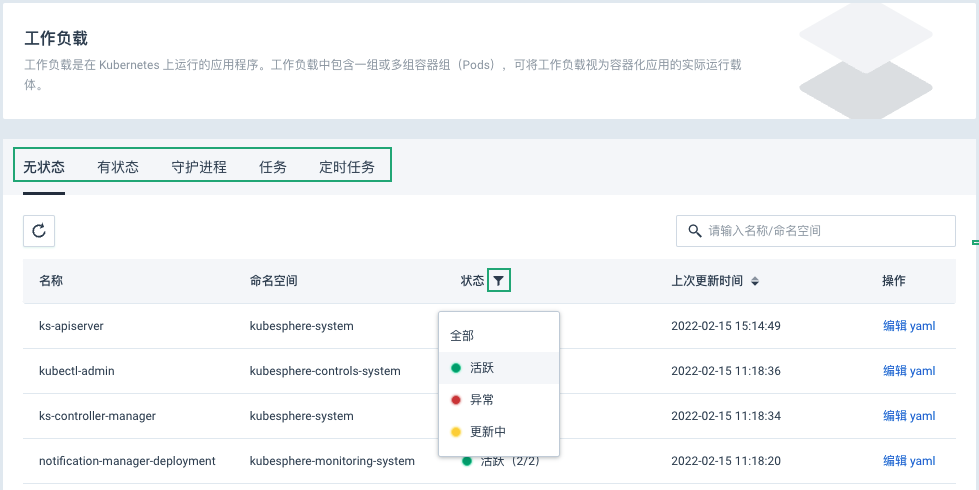 工作负载
工作负载是在 Kubernetes 上运行的应用程序。工作负载中包含一组或多组容器组（Pods），可将工作负载视为容器化应用的实际运行载
体。
无状态 有状态 守护进程 任务 定时任务
请输入名称/命名空间
名称 命名空间 状态 上次更新时间 操作
ks-apiserver kubesphere-system 2022-02-15 15:14:49 编辑 yaml
全部
kubectl-admin kubesphere-controls-system 活跃 2022-02-15 11:18:36 编辑 yaml
异常
ks-controller-manager kubesphere-system 2022-02-15 11:18:34 编辑 yaml
更新中
notification-manager-deployment kubesphere-monitoring-system 活跃（2/2） 2022-02-15 11:18:20 编辑 yaml